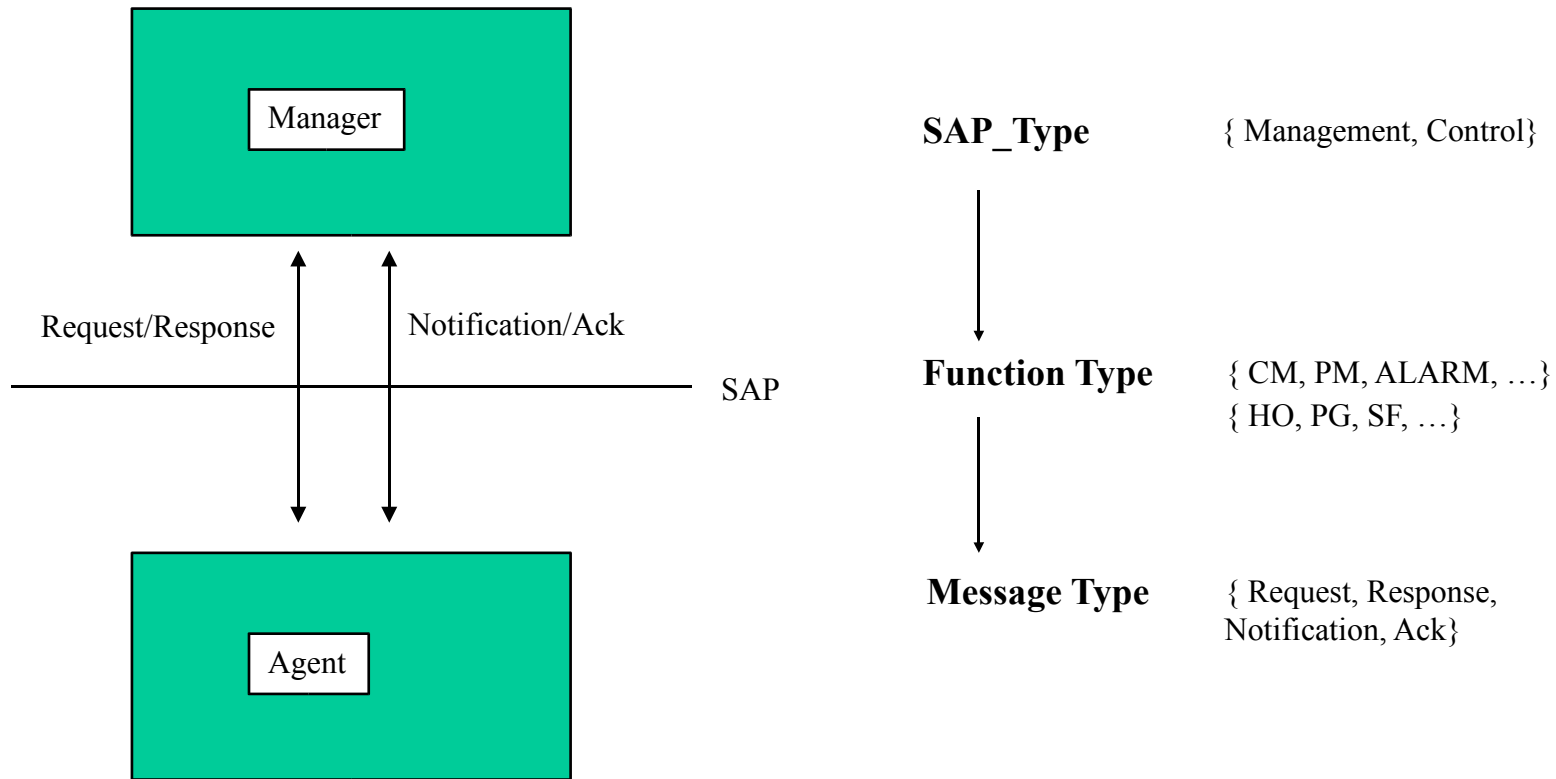 Manager
Request/Response
Notification/Ack
SAP
Agent
SAP_Type
{ Management, Control}
Function Type
{ CM, PM, ALARM, …}
{ HO, PG, SF, …}
Message Type
{ Request, Response,
Notification, Ack}